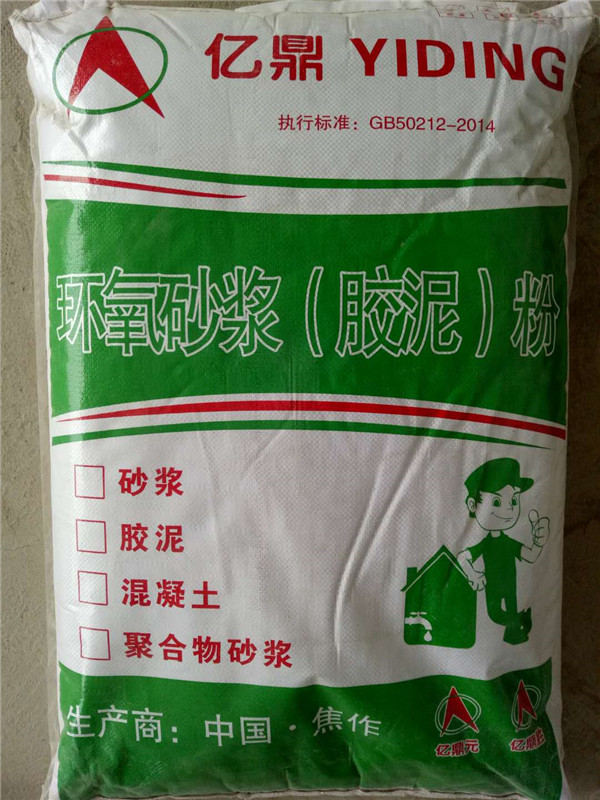 亿鼎 YIDING
执行标准：GB50212-2014
环氧砂浆（胶泥）粉
砂浆
胶泥
混凝土
聚合物砂浆
生产商：中国·焦作
亿鼎元
亿鼎